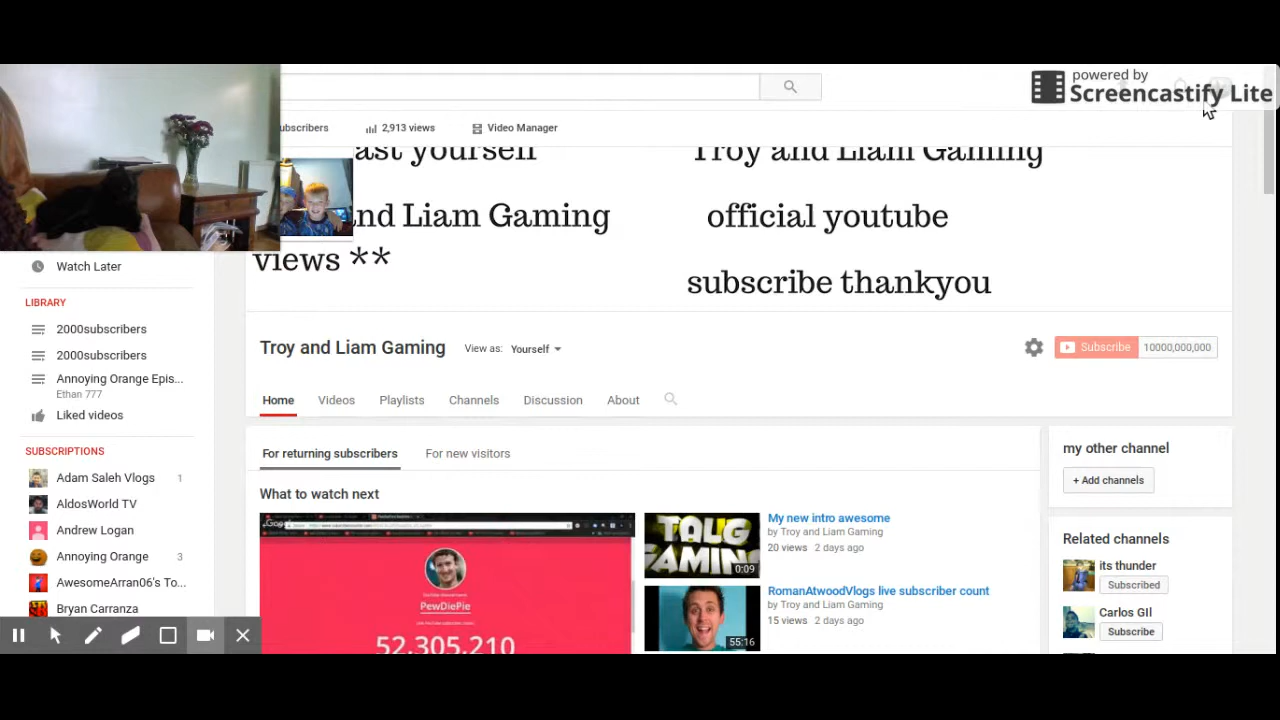 powered by
Screencastify Lite
ubscribers 2,913 views Video Manager
ast yourself Troy and Liam Gaming
nd Liam Gaming official youtube
views **
subscribe thankyou
Watch Later
LIBRARY
2000subscribers
2000subscribers
Annoying Orange Epis...
Ethan 777
Liked videos
SUBSCRIPTIONS
Adam Saleh Vlogs 1
AldosWorld TV
Andrew Logan
Annoying Orange 3
AwesomeArran06's To...
Bryan Carranza
Troy and Liam Gaming View as: Yourself
Subscribe 10000,000,000
Home Videos Playlists Channels Discussion About
For returning subscribers For new visitors
What to watch next
PewDiePie
52,305,210
TALG
GAMING
0:09
My new intro awesome
by Troy and Liam Gaming
20 views 2 days ago
55:16
RomanAtwoodVlogs live subscriber count
by Troy and Liam Gaming
15 views 2 days ago
my other channel
+ Add channels
Related channels
its thunder
Subscribed
Carlos GIl
Subscribe